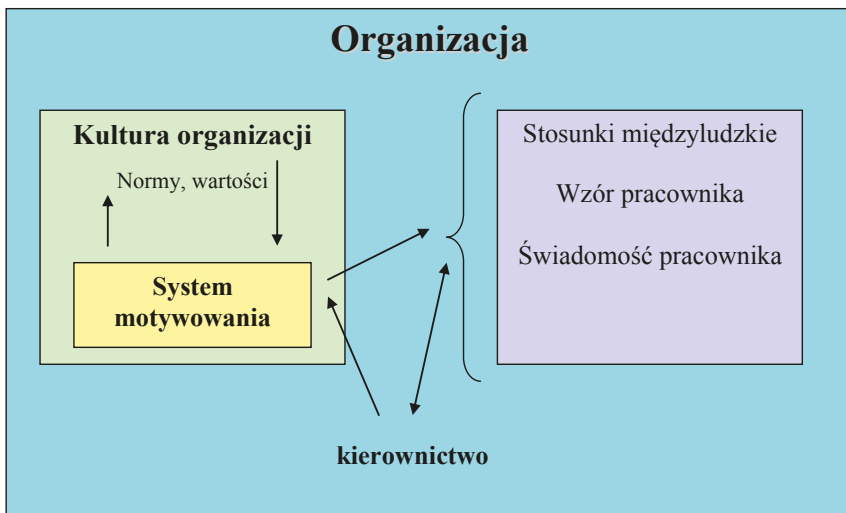 Organizacja
Kultura organizacji
Normy, wartości
System
motywowania
Stosunki międzyludzkie
Wzór pracownika
Świadomość pracownika
kierownictwo